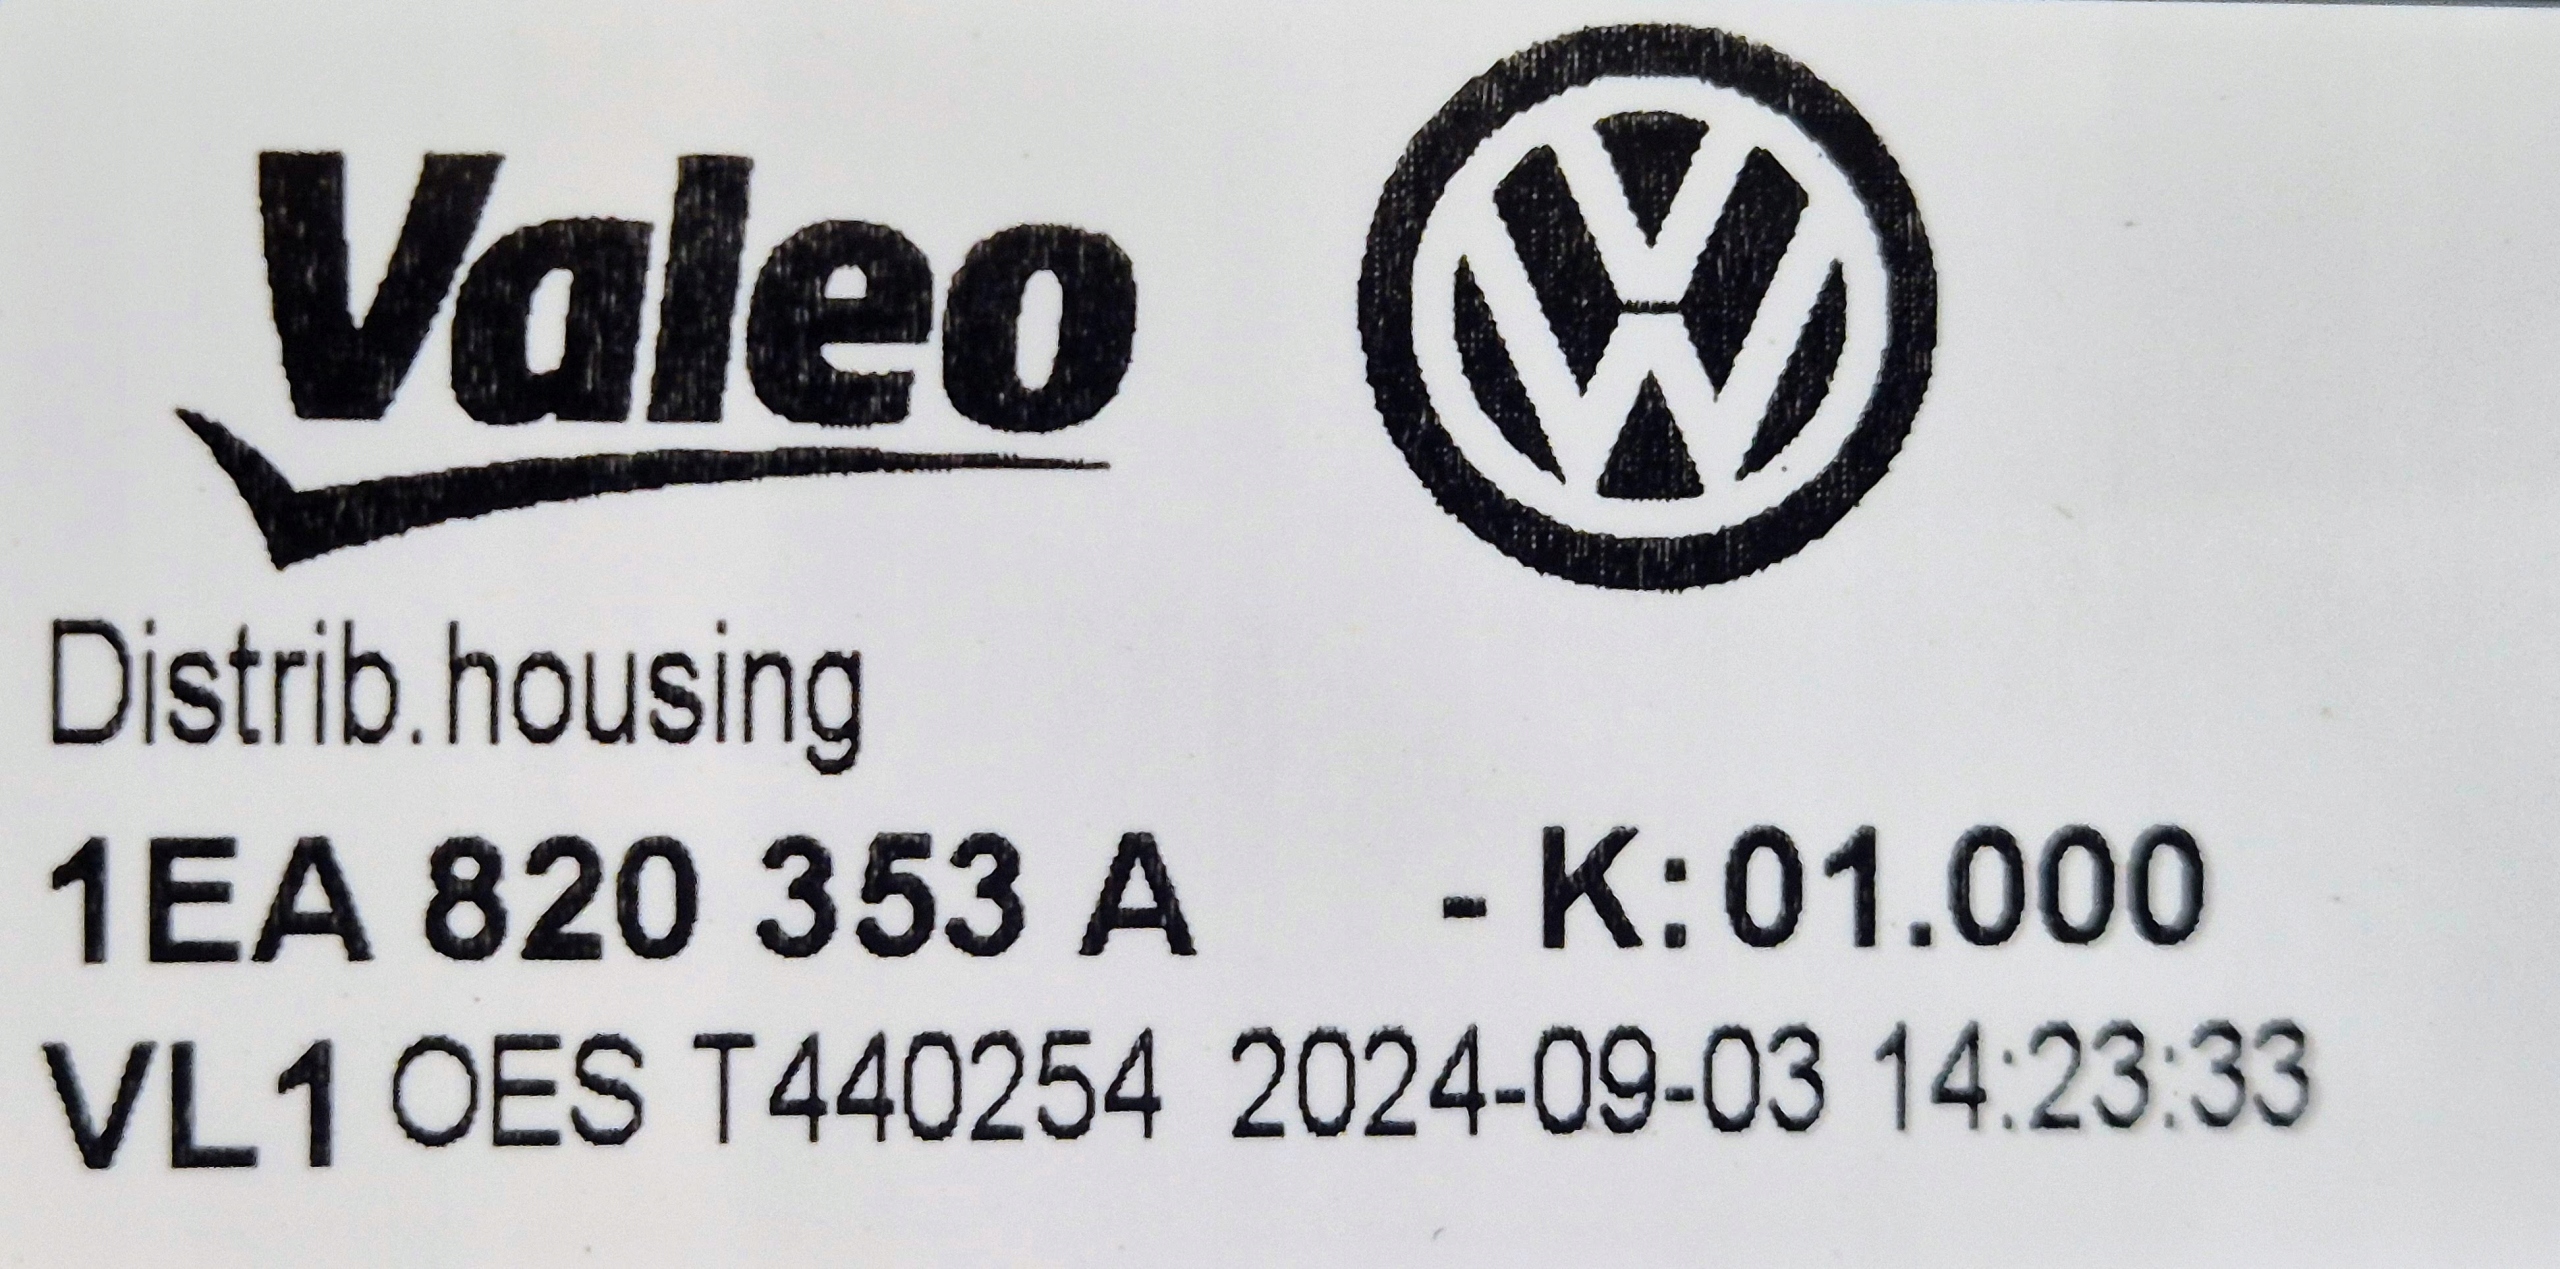 Valeo
Distrib.housing
1EA 820 353 A - K:01.000
VL1 OES T440254 2024-09-03 14:23:33